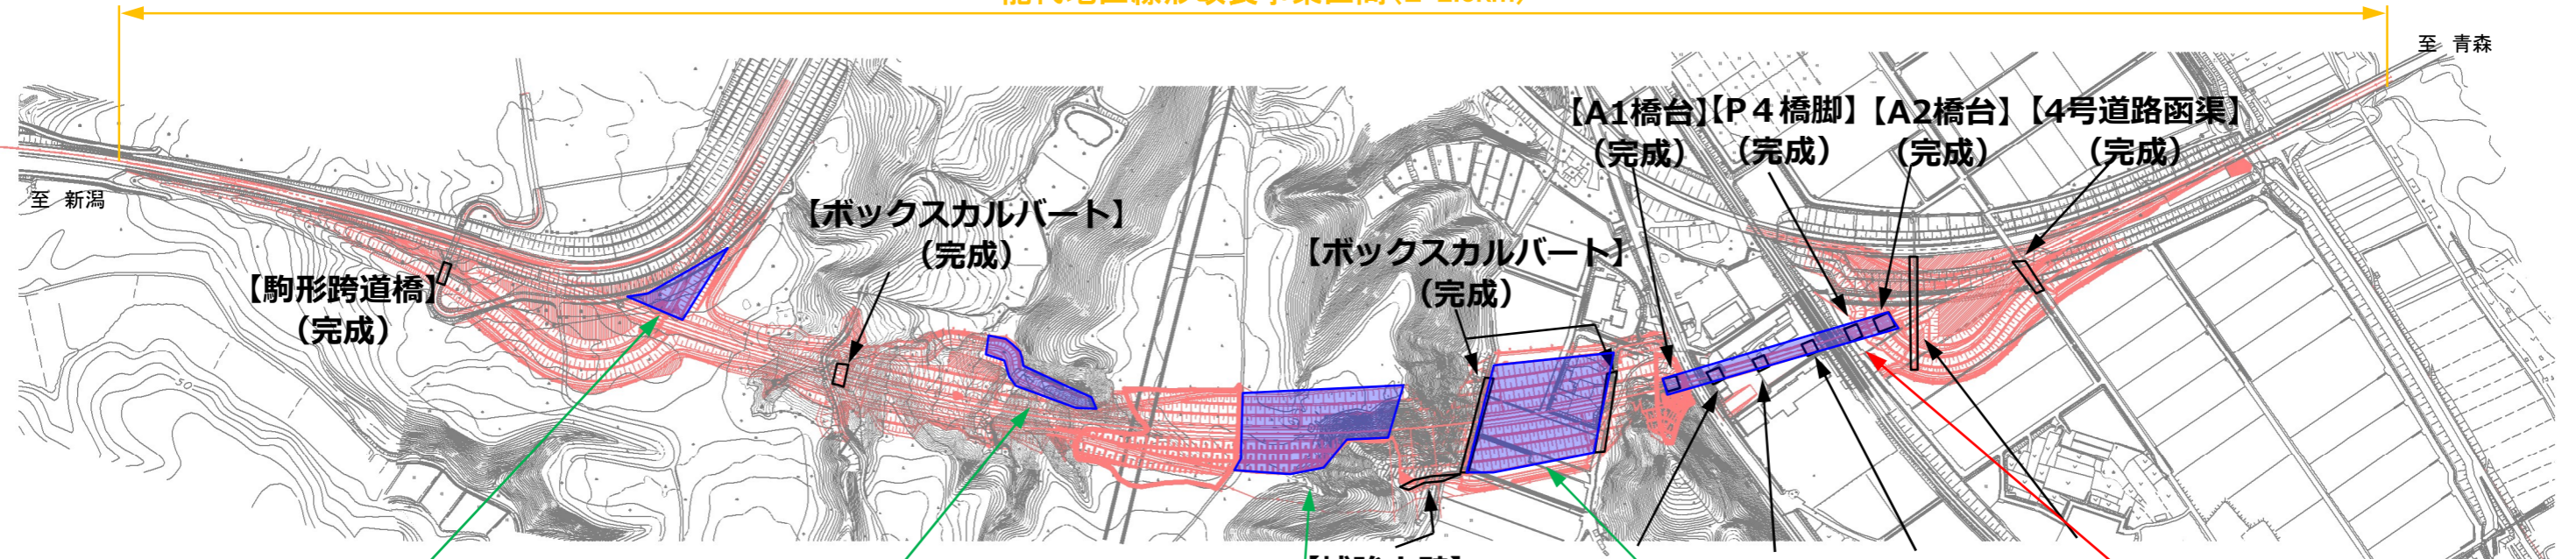 至 青森
【A1橋台】【P４橋脚】【A2橋台】【4号道路函渠】
（完成）（完成）（完成）（完成）
至 新潟
【ボックスカルバート】
（完成）
【ボックスカルバート】
（完成）
【駒形跨道橋】
（完成）
50